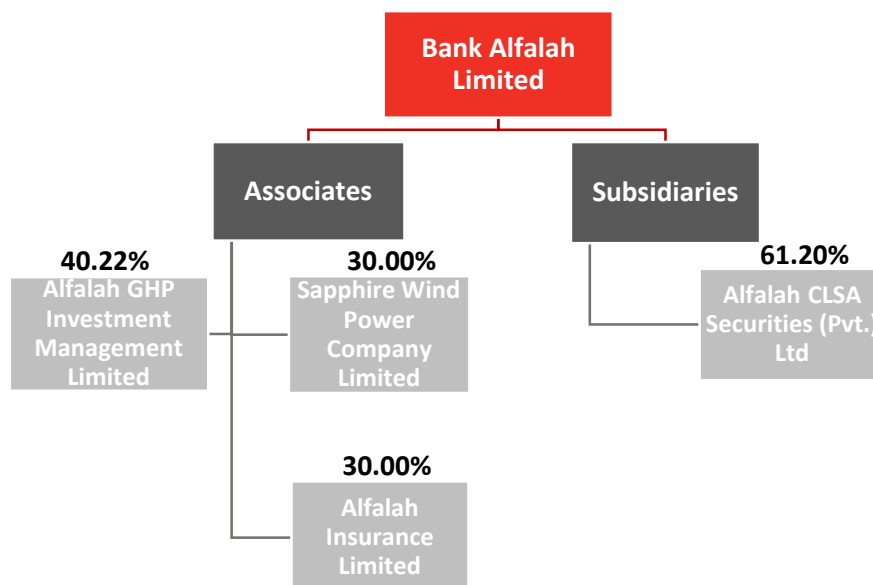 Bank Alfalah
Limited
Associates
Subsidiaries
40.22%
Alfalah GHP
Investment
Management
Limited
30.00%
Sapphire Wind
Power
Company
Limited
61.20%
Alfalah CLSA
Securities (Pvt.)
Ltd
30.00%
Alfalah
Insurance
Limited